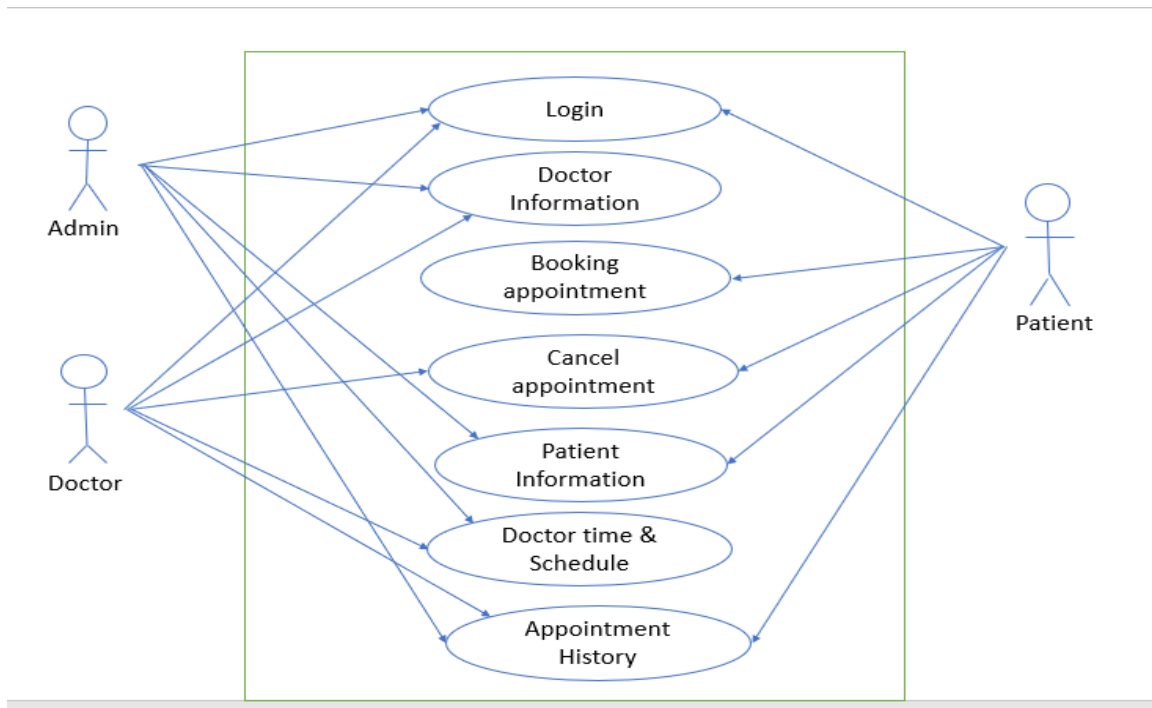 Login
Doctor
Information
Booking
appointment
Cancel
appointment
Patient
Information
Doctor time &
Schedule
Appointment
History
Admin
Doctor
Patient